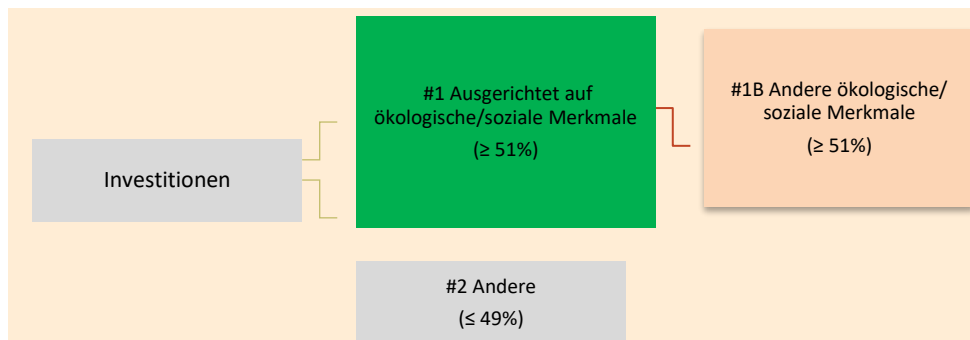 Investitionen
#1 Ausgerichtet auf
ökologische/soziale Merkmale
(≥ 51%)
#1B Andere ökologische/
soziale Merkmale
(≥ 51%)
#2 Andere
(≤ 49%)